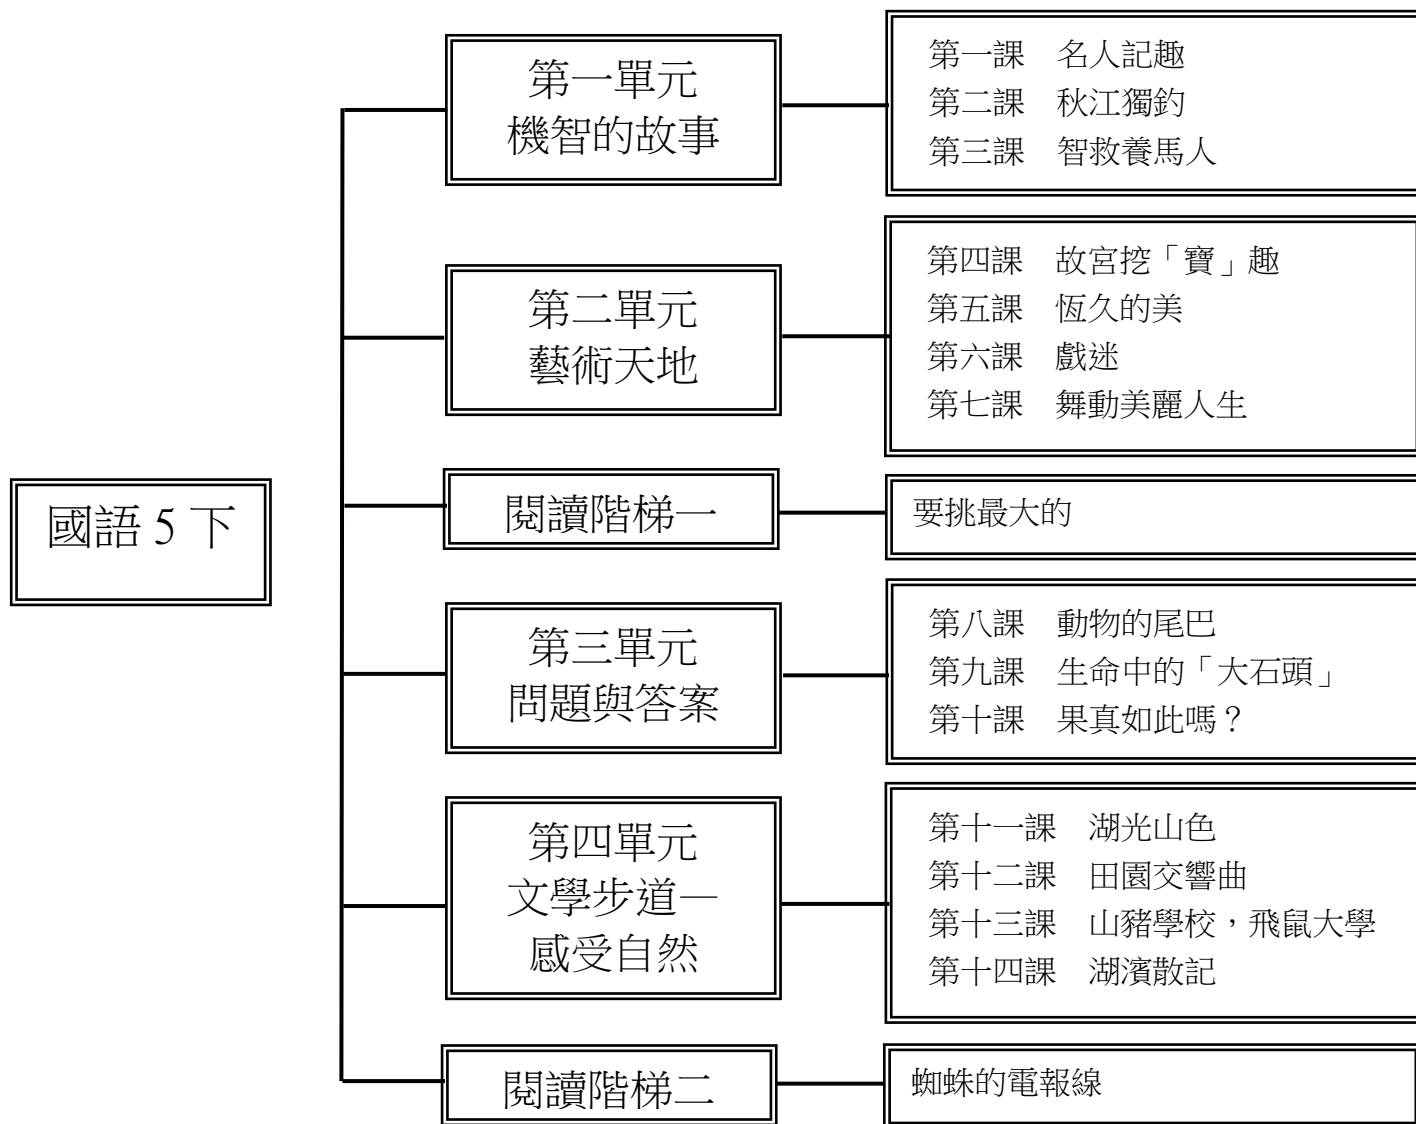 國語 5 下
第一單元
機智的故事
第一課　名人記趣
第二課　秋江獨釣
第三課　智救養馬人
第二單元
藝術天地
第四課　故宮挖「寶」趣
第五課　恆久的美
第六課　戲迷
第七課　舞動美麗人生
閱讀階梯一
要挑最大的
第三單元
問題與答案
第八課　動物的尾巴
第九課　生命中的「大石頭」
第十課　果真如此嗎？
第四單元
文學步道—
感受自然
第十一課　湖光山色
第十二課　田園交響曲
第十三課　山豬學校，飛鼠大學
第十四課　湖濱散記
閱讀階梯二
蜘蛛的電報線